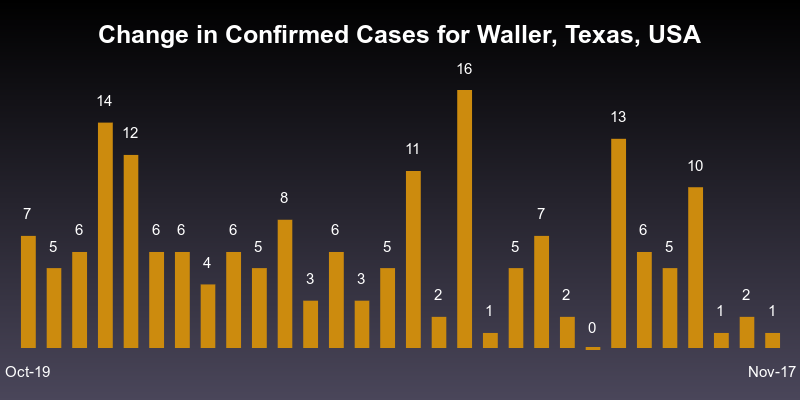 Change in Confirmed Cases for Waller, Texas, USA
7 5 6 14 12 6 6 4 6 5 8 3 6 3 5 11 2 16 1 5 7 2 0 13 6 5 10 1 2 1
Oct-19 Nov-17